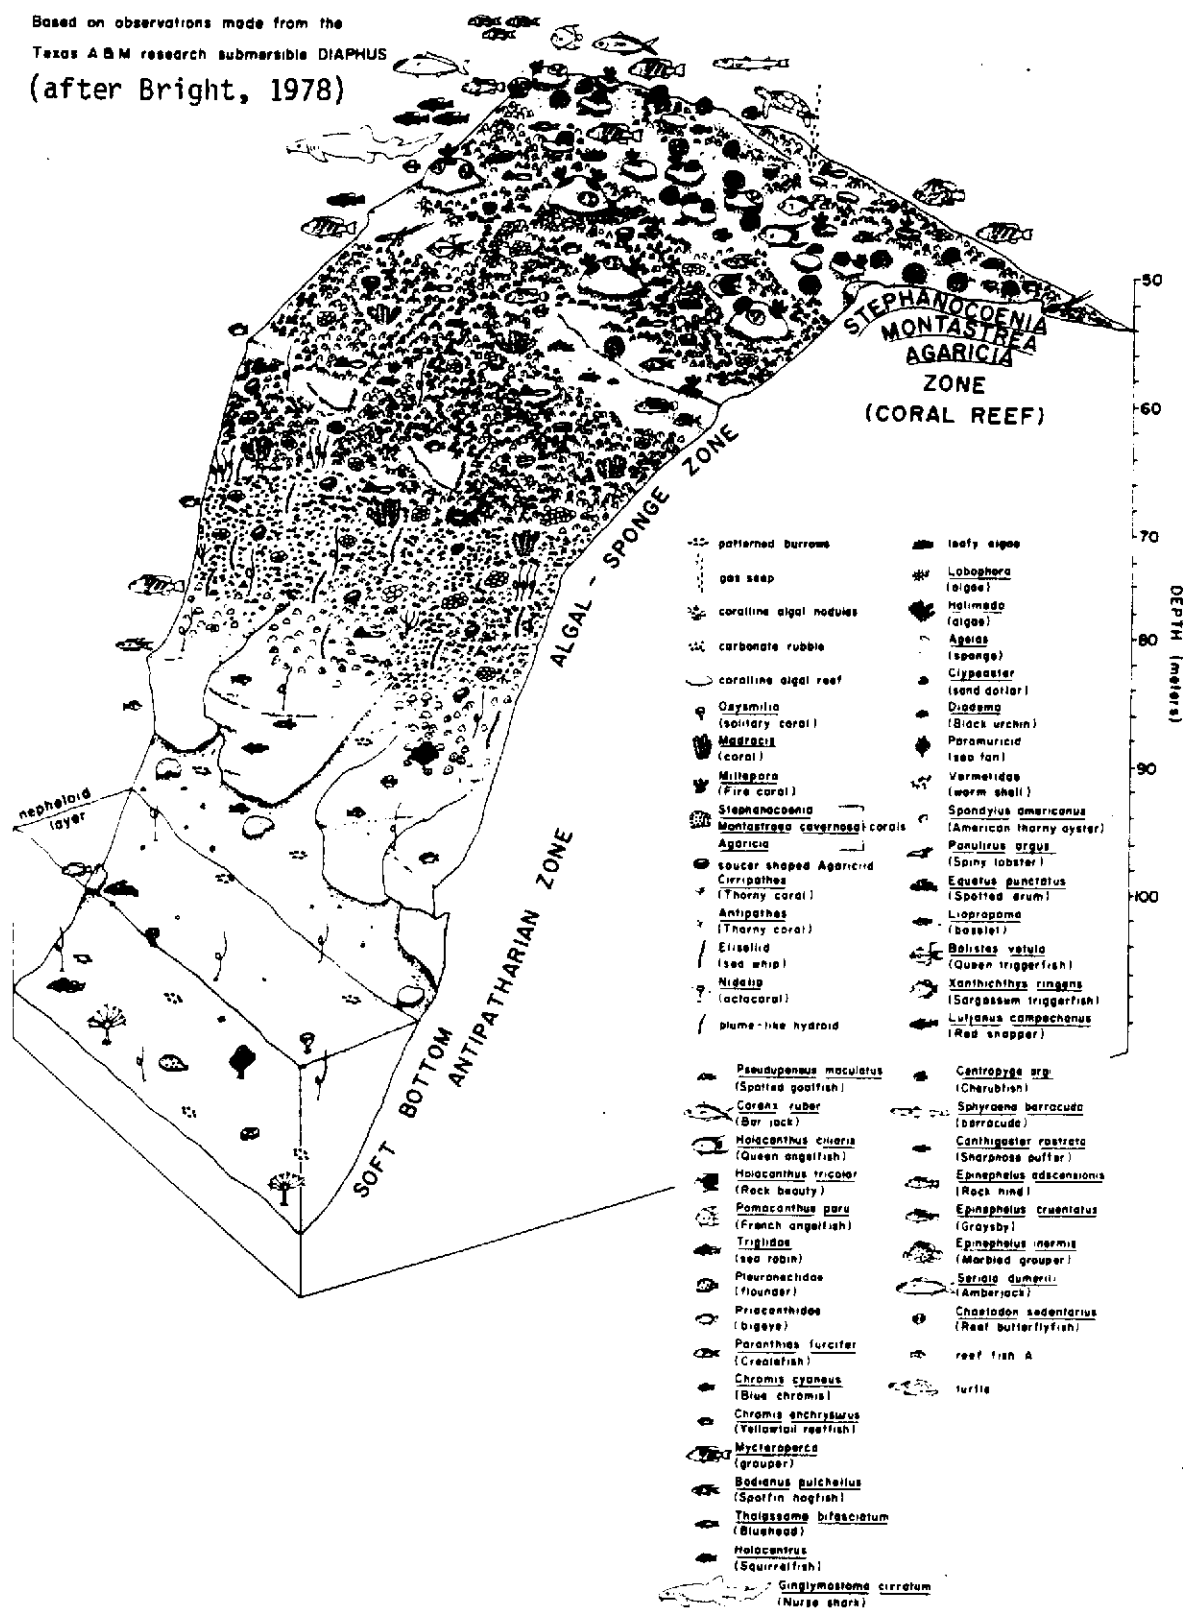 Based on observations made from the
Texas A&M research submersible DIAPHUS
(after Bright, 1978)
50
STEPHANOCOENIA
MONTASTREA
AGARICIA
ZONE
(CORAL REEF)
60
ALGAL - SPONGE ZONE
70
80
90
100
DEPTH (meters)
nepheloid
layer
SOFT BOTTOM
ANTIPATHARIAN ZONE
patterned burrows
gas seep
coralline algal nodules
carbonate rubble
coralline algal reef
Oxysmilia
(solitary coral)
Madracis
(coral)
Millepora
(Fire coral)
Stephanocoenia
Montastraea cavernosa corals
Agaricia
saucer shaped Agariciid
Cirripathes
(Thorny coral)
Antipathes
(Thorny coral)
Ellisellid
(sea whip)
Nidalia
(octacoral)
plume-like hydroid
leafy algae
Lobophora
(algae)
Halimeda
(algae)
Agelas
(sponge)
Clypeaster
(sand dollar)
Diadema
(Black urchin)
Paramuricid
(sea fan)
Vermetidae
(worm shell)
Spondylus americanus
(American thorny oyster)
Panulirus argus
(Spiny lobster)
Equetus punctatus
(Spotted drum)
Liopropoma
(basslet)
Balistes vetula
(Queen triggerfish)
Xanthichthys ringens
(Sargassum triggerfish)
Lutjanus campechanus
(Red snapper)
Pseudupeneus maculatus
(Spotted goatfish)
Caranx ruber
(Bar jack)
Holacanthus ciliaris
(Queen angelfish)
Holacanthus tricolor
(Rock beauty)
Pomacanthus paru
(French angelfish)
Triglidae
(sea robin)
Pleuronectidae
(flounder)
Priacanthidae
(bigeye)
Paranthias furcifer
(Creolefish)
Chromis cyaneus
(Blue chromis)
Chromis enchrysurus
(Yellowtail reeffish)
Mycteroperca
(grouper)
Bodianus pulchellus
(Spotfin hogfish)
Thalassoma bifasciatum
(Bluehead)
Holocentrus
(Squirrelfish)
Ginglymostoma cirratum
(Nurse shark)
Centropyge argi
(Cherubfish)
Sphyraena barracuda
(barracuda)
Canthigaster rostrata
(Sharpnose puffer)
Epinephelus adscensionis
(Rock hind)
Epinephelus cruentatus
(Graysby)
Epinephelus inermis
(Marbled grouper)
Seriola dumerili
(Amberjack)
Chaetodon sedentarius
(Reef butterflyfish)
reef fish A
turtle